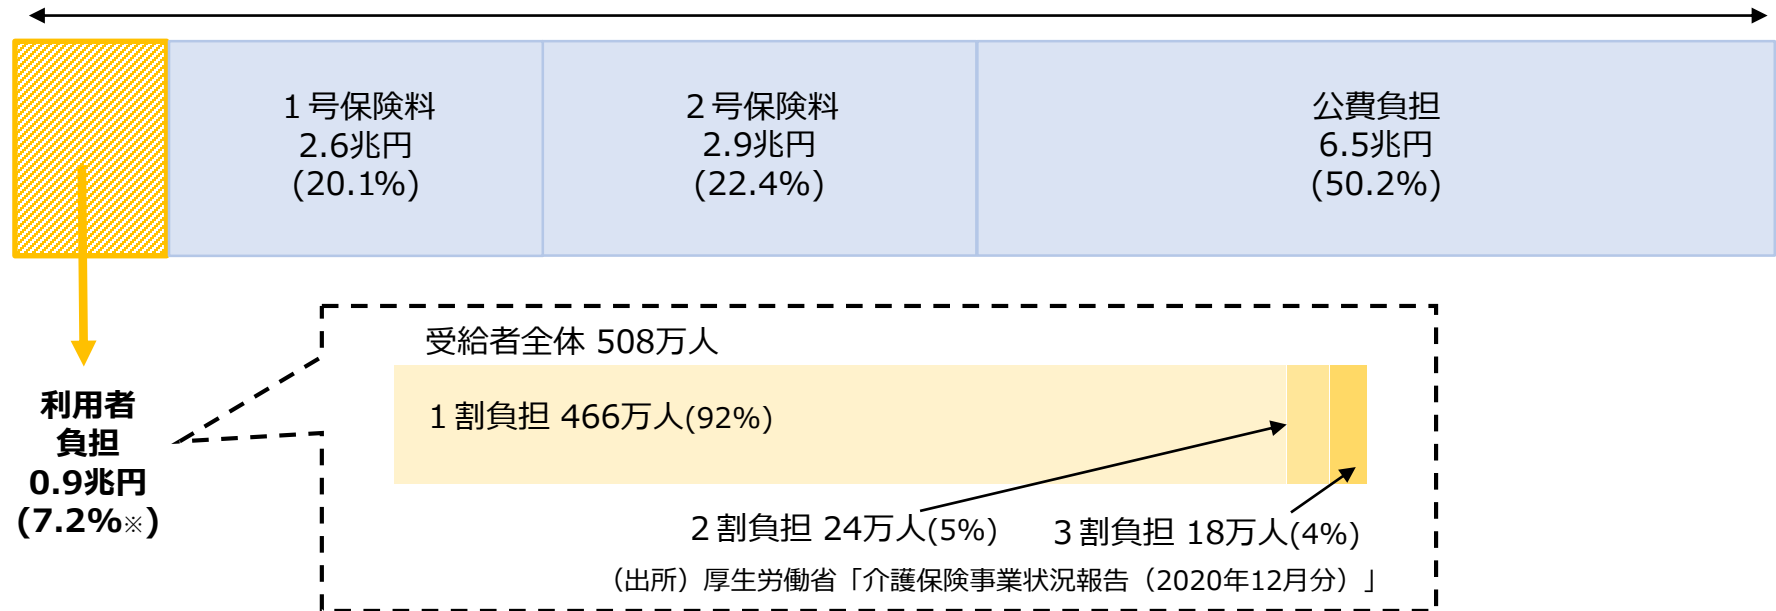 １号保険料
2.6兆円
(20.1%)
２号保険料
2.9兆円
(22.4%)
公費負担
6.5兆円
(50.2%)
利用者
負担
0.9兆円
(7.2%※)
受給者全体 508万人
１割負担 466万人(92%)
２割負担 24万人(5%)
３割負担 18万人(4%)
（出所）厚生労働省「介護保険事業状況報告（2020年12月分）」